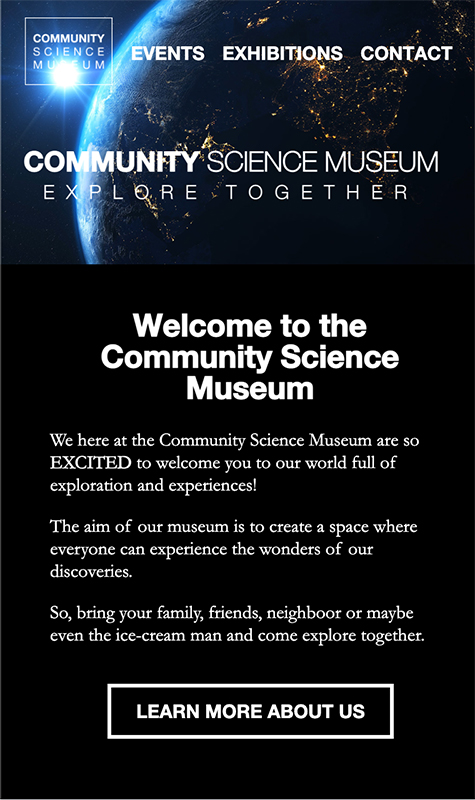 COMMUNITY
SCIENCE
MUSEUM
EVENTS EXHIBITIONS CONTACT
COMMUNITY SCIENCE MUSEUM
EXPLORE TOGETHER
Welcome to the
Community Science
Museum
We here at the Community Science Museum are so
EXCITED to welcome you to our world full of
exploration and experiences!
The aim of our museum is to create a space where
everyone can experience the wonders of our
discoveries.
So, bring your family, friends, neighboor or maybe
even the ice-cream man and come explore together.
LEARN MORE ABOUT US